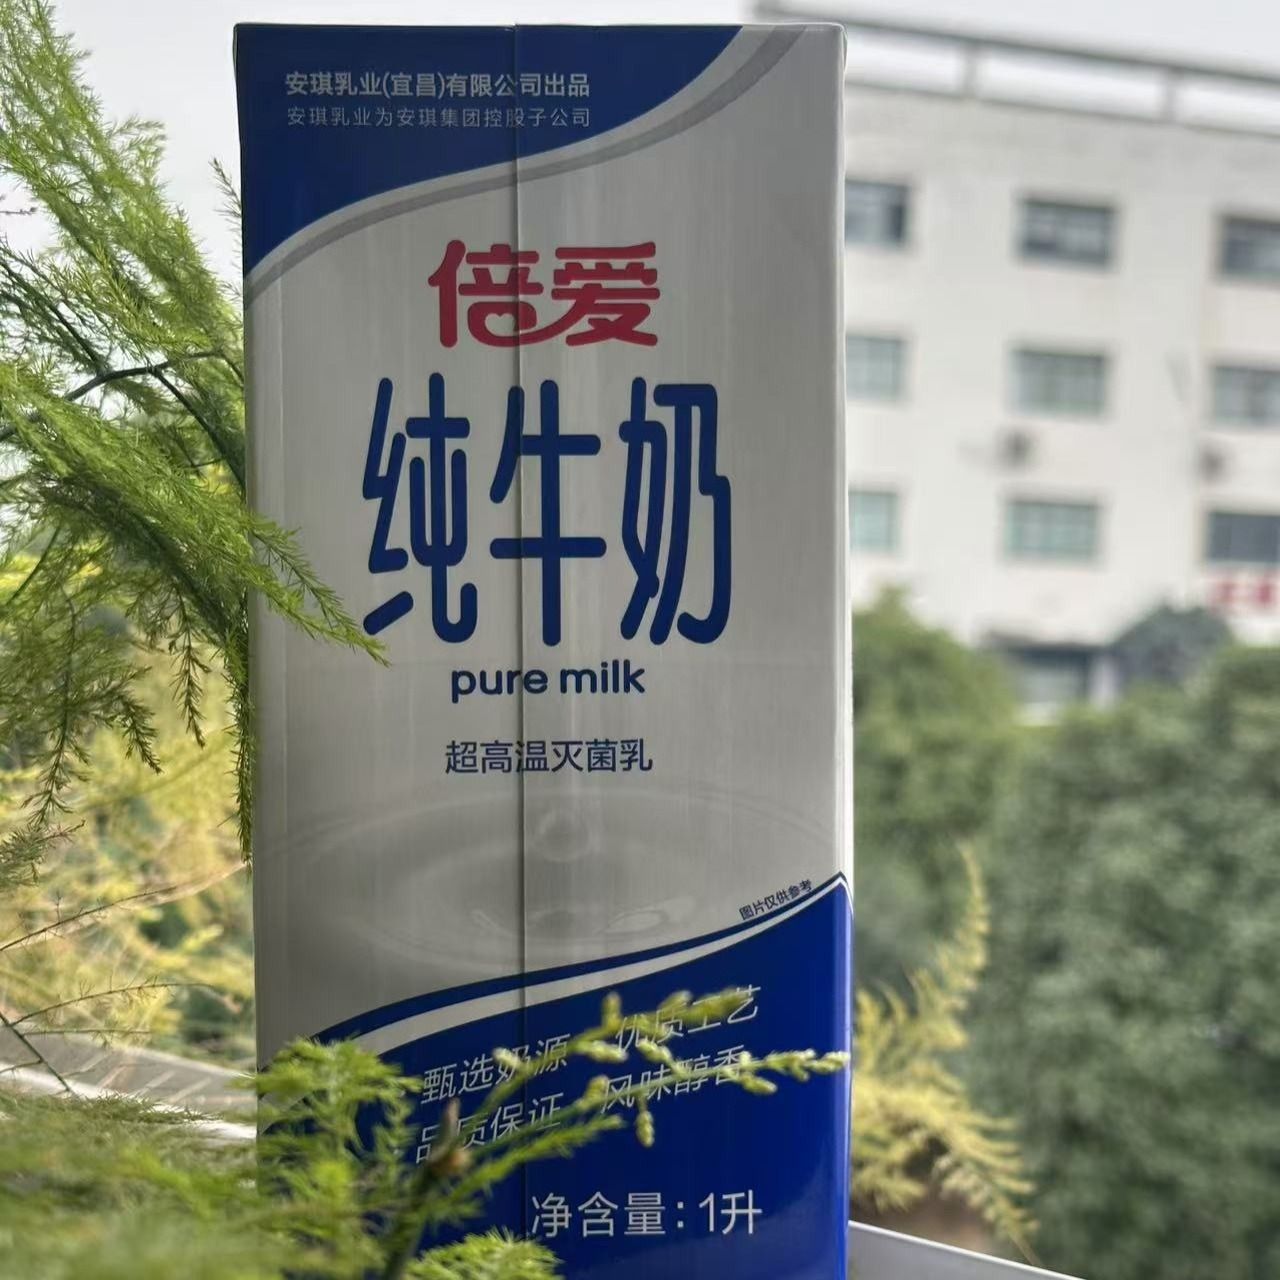 安琪乳业(宜昌)有限公司出品
安琪乳业为安琪集团控股子公司
倍爱
纯牛奶
pure milk
超高温灭菌乳
图片仅供参考
甄选奶源 优质工艺
品质保证 风味醇香
净含量:1升